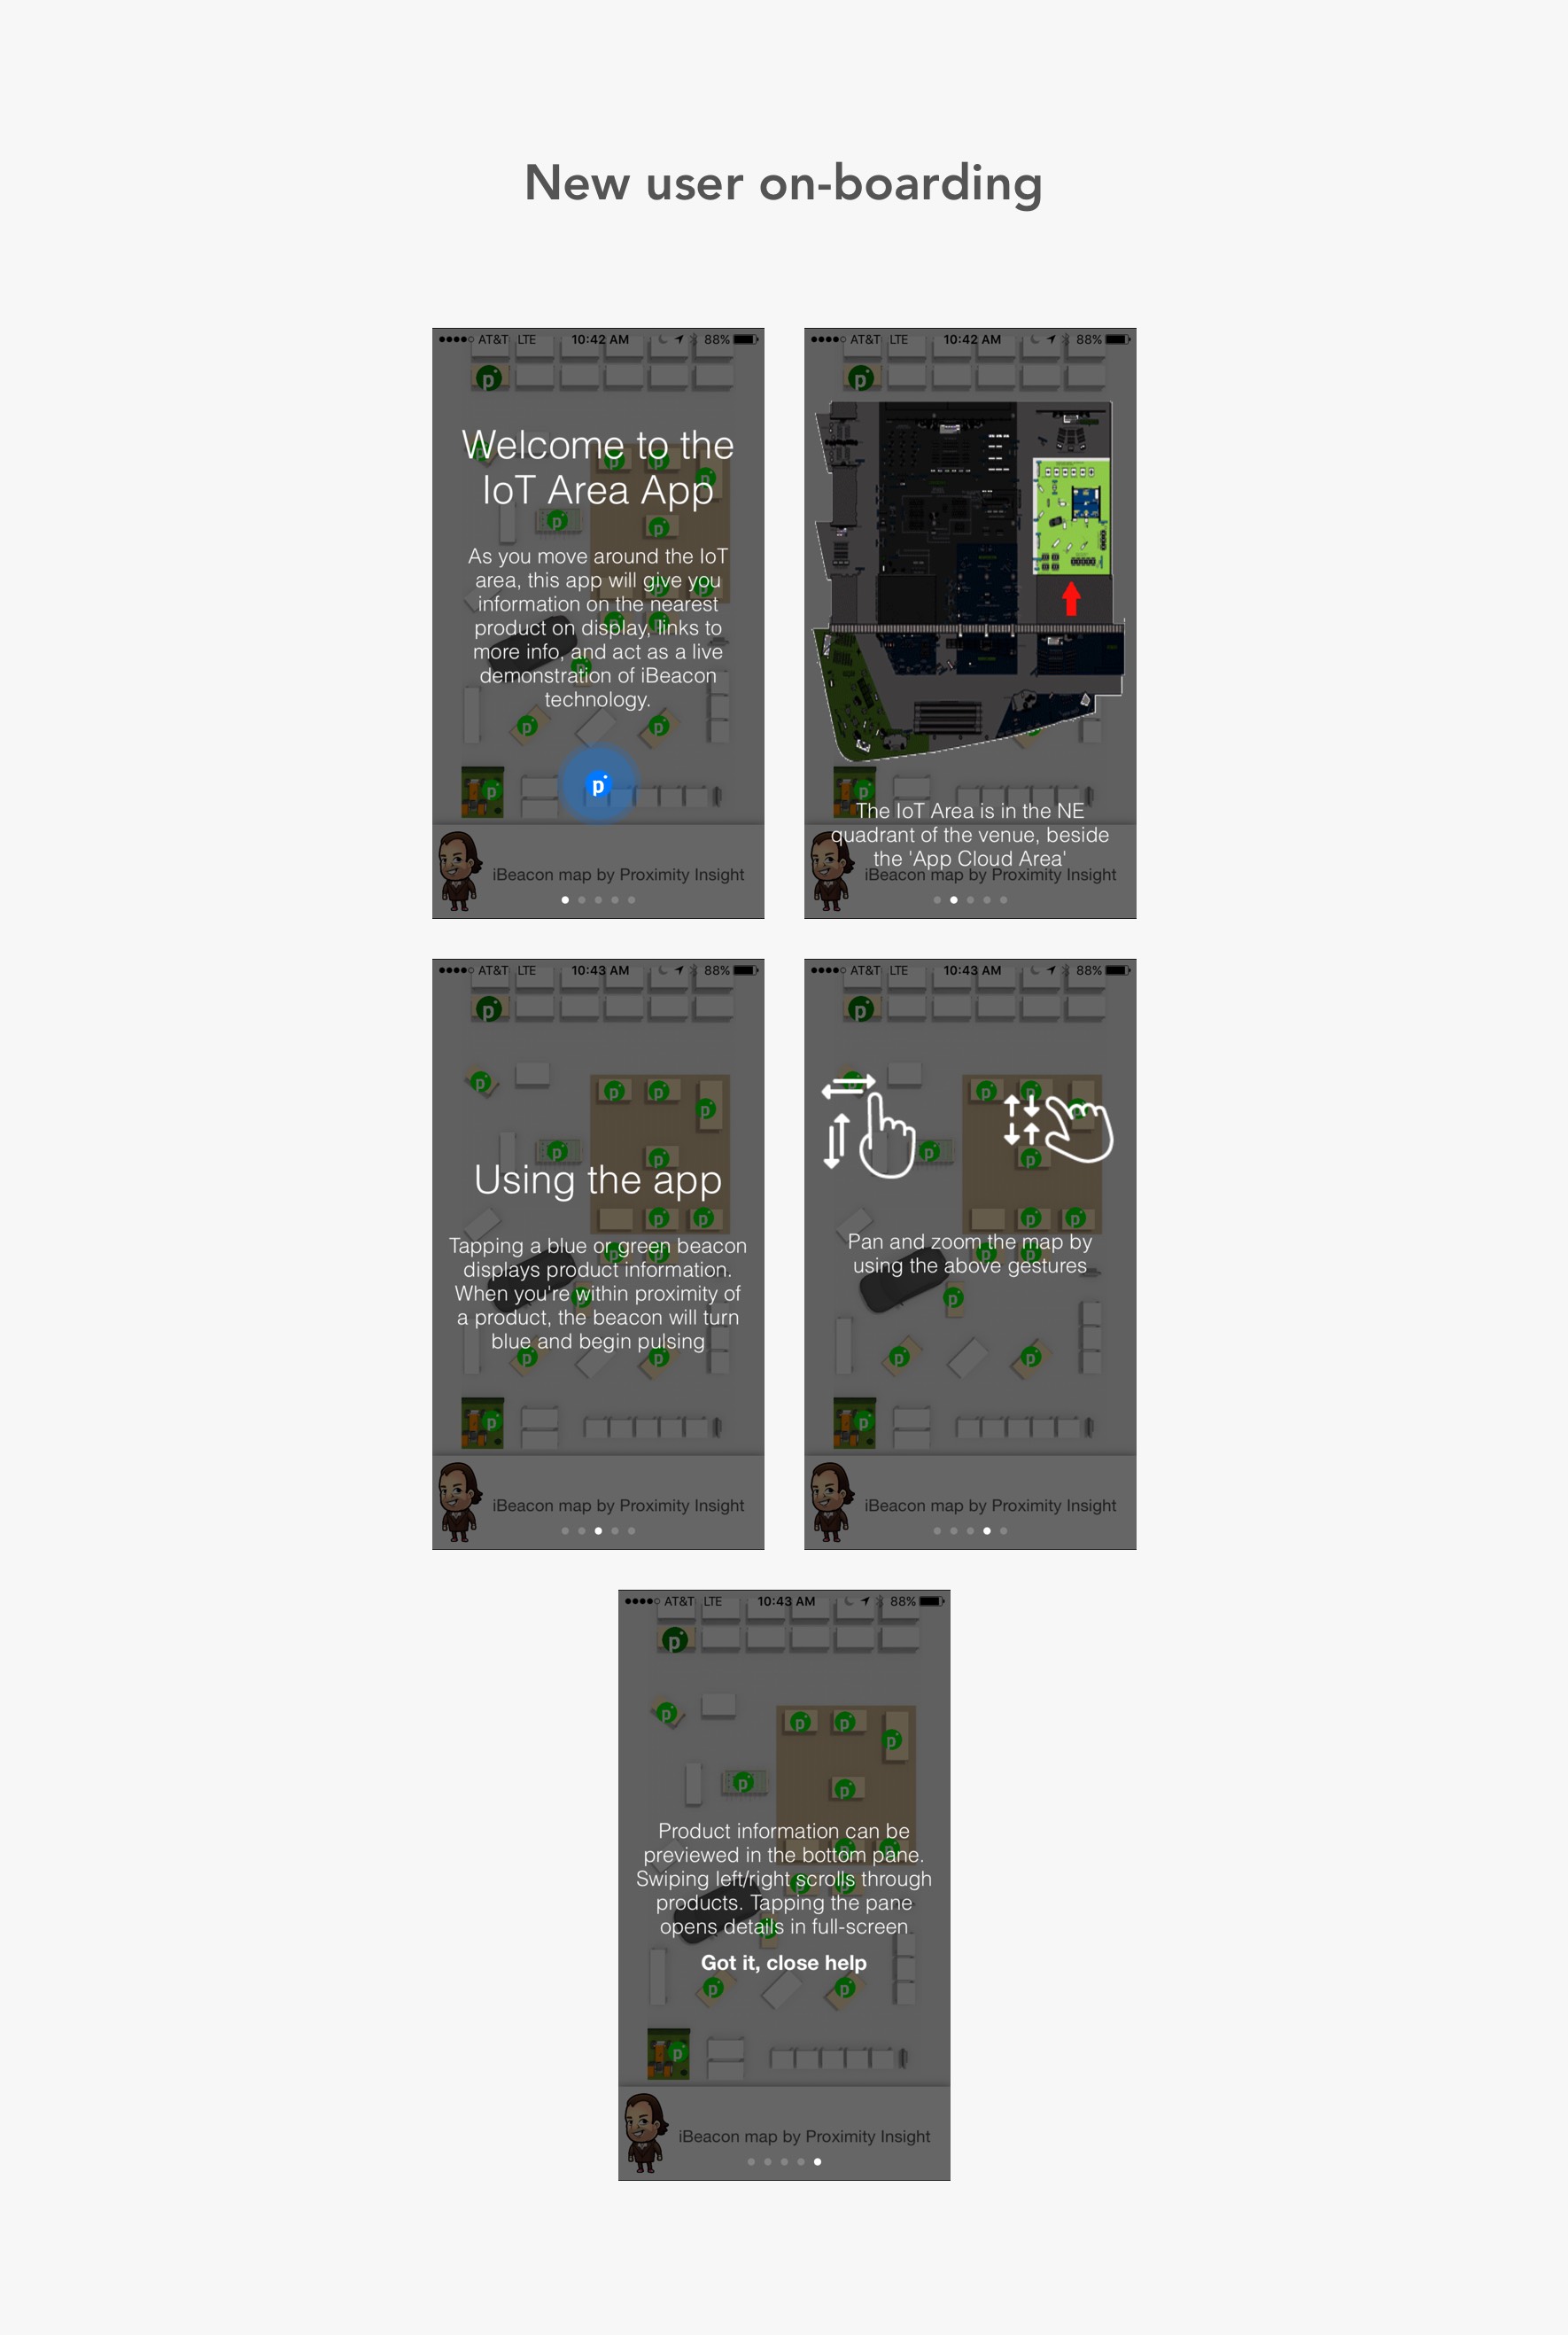 New user on-boarding
AT&T LTE 10:42 AM 88%
p
Welcome to the
IoT Area App
As you move around the IoT
area, this app will give you
information on the nearest
product on display, links to
more info, and act as a live
demonstration of iBeacon
technology.
p
iBeacon map by Proximity Insight
AT&T LTE 10:42 AM 88%
p
The IoT Area is in the NE
quadrant of the venue, beside
the 'App Cloud Area'
iBeacon map by Proximity Insight
AT&T LTE 10:43 AM 88%
p
Using the app
Tapping a blue or green beacon
displays product information.
When you're within proximity of
a product, the beacon will turn
blue and begin pulsing
iBeacon map by Proximity Insight
AT&T LTE 10:43 AM 88%
p
Pan and zoom the map by
using the above gestures
iBeacon map by Proximity Insight
AT&T LTE 10:43 AM 88%
p
Product information can be
previewed in the bottom pane.
Swiping left/right scrolls through
products. Tapping the pane
opens details in full-screen
Got it, close help
iBeacon map by Proximity Insight